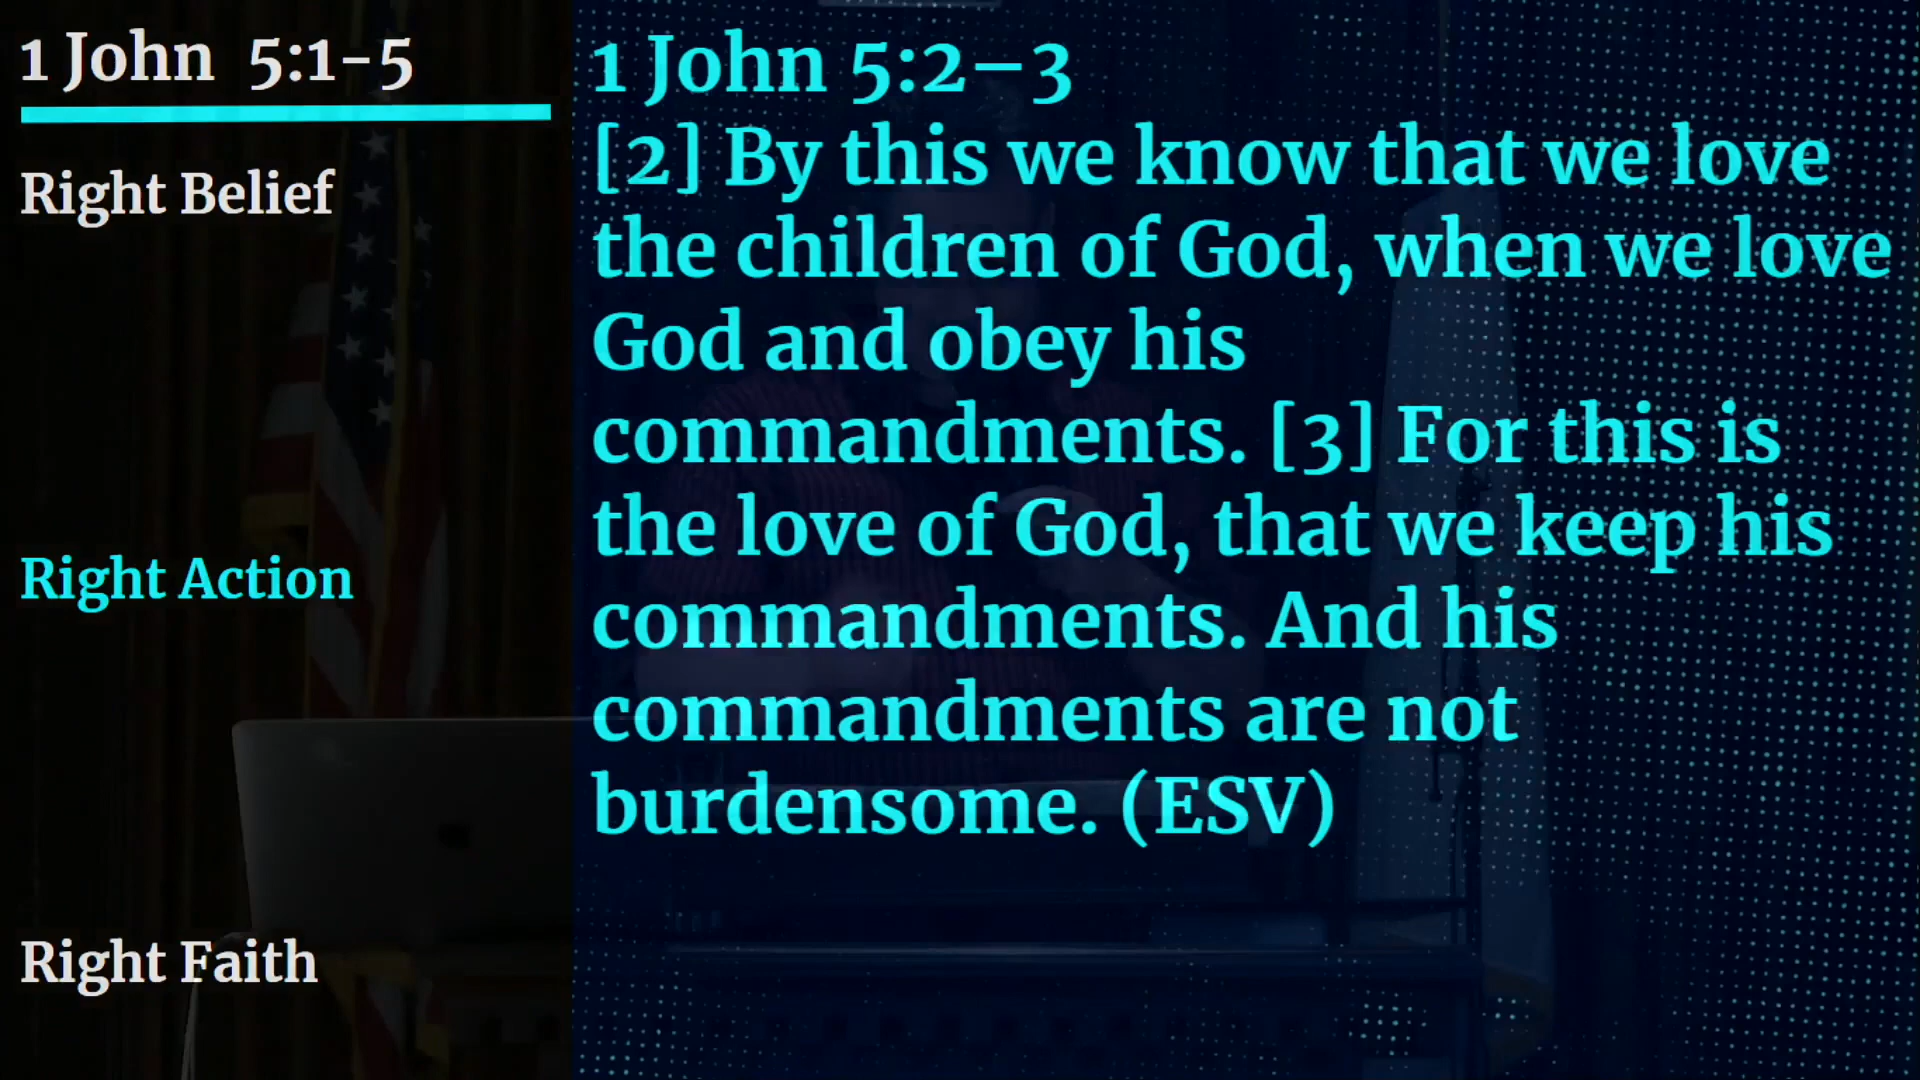 1 John 5:1-5
Right Belief
Right Action
Right Faith
1 John 5:2–3
[2] By this we know that we love
the children of God, when we love
God and obey his
commandments. [3] For this is
the love of God, that we keep his
commandments. And his
commandments are not
burdensome. (ESV)